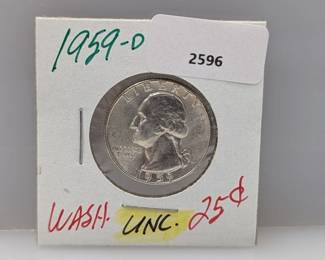 1959-D
2596
LIBERTY
WASH. UNC. 25¢